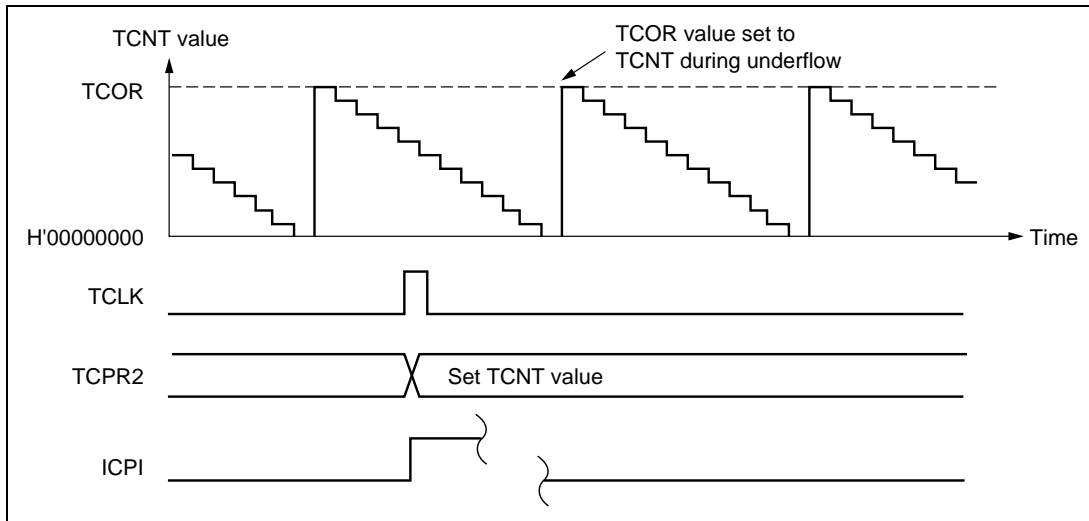 TCNT value
TCOR value set to
TCNT during underflow
TCOR
H'00000000
Time
TCLK
TCPR2
Set TCNT value
ICPI